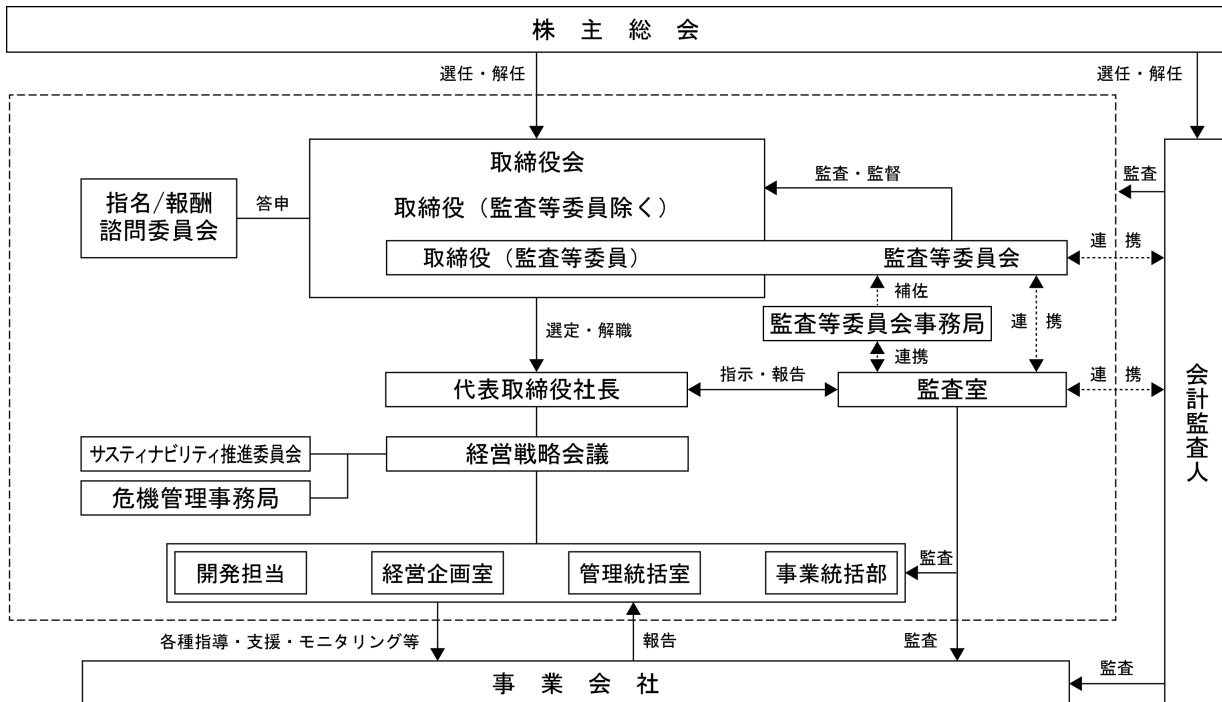 株主総会
選任・解任
選任・解任
取締役会
取締役（監査等委員除く）
監査・監督
監査
指名/報酬
諮問委員会
答申
取締役（監査等委員）
監査等委員会
連携
補佐
監査等委員会事務局
連携
選定・解職
連携
代表取締役社長
指示・報告
監査室
連携
会計監査人
サスティナビリティ推進委員会
経営戦略会議
危機管理事務局
開発担当
経営企画室
管理統括室
事業統括部
監査
各種指導・支援・モニタリング等
報告
監査
事業会社
監査